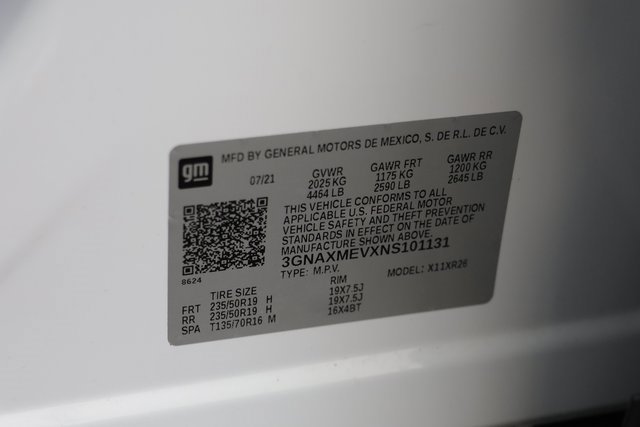 gm
MFD BY GENERAL MOTORS DE MEXICO, S. DE R.L. DE C.V.
07/21 GVWR GAWR FRT GAWR RR
2025 KG 1175 KG 1200 KG
4464 LB 2590 LB 2645 LB
THIS VEHICLE CONFORMS TO ALL
APPLICABLE U.S. FEDERAL MOTOR
VEHICLE SAFETY AND THEFT PREVENTION
STANDARDS IN EFFECT ON THE DATE OF
MANUFACTURE SHOWN ABOVE.
3GNAXMEVXNS101131
8624
TYPE: M.P.V. MODEL: X11XR26
TIRE SIZE RIM
FRT 235/50R19 H 19X7.5J
RR 235/50R19 H 19X7.5J
SPA T135/70R16 M 16X4BT